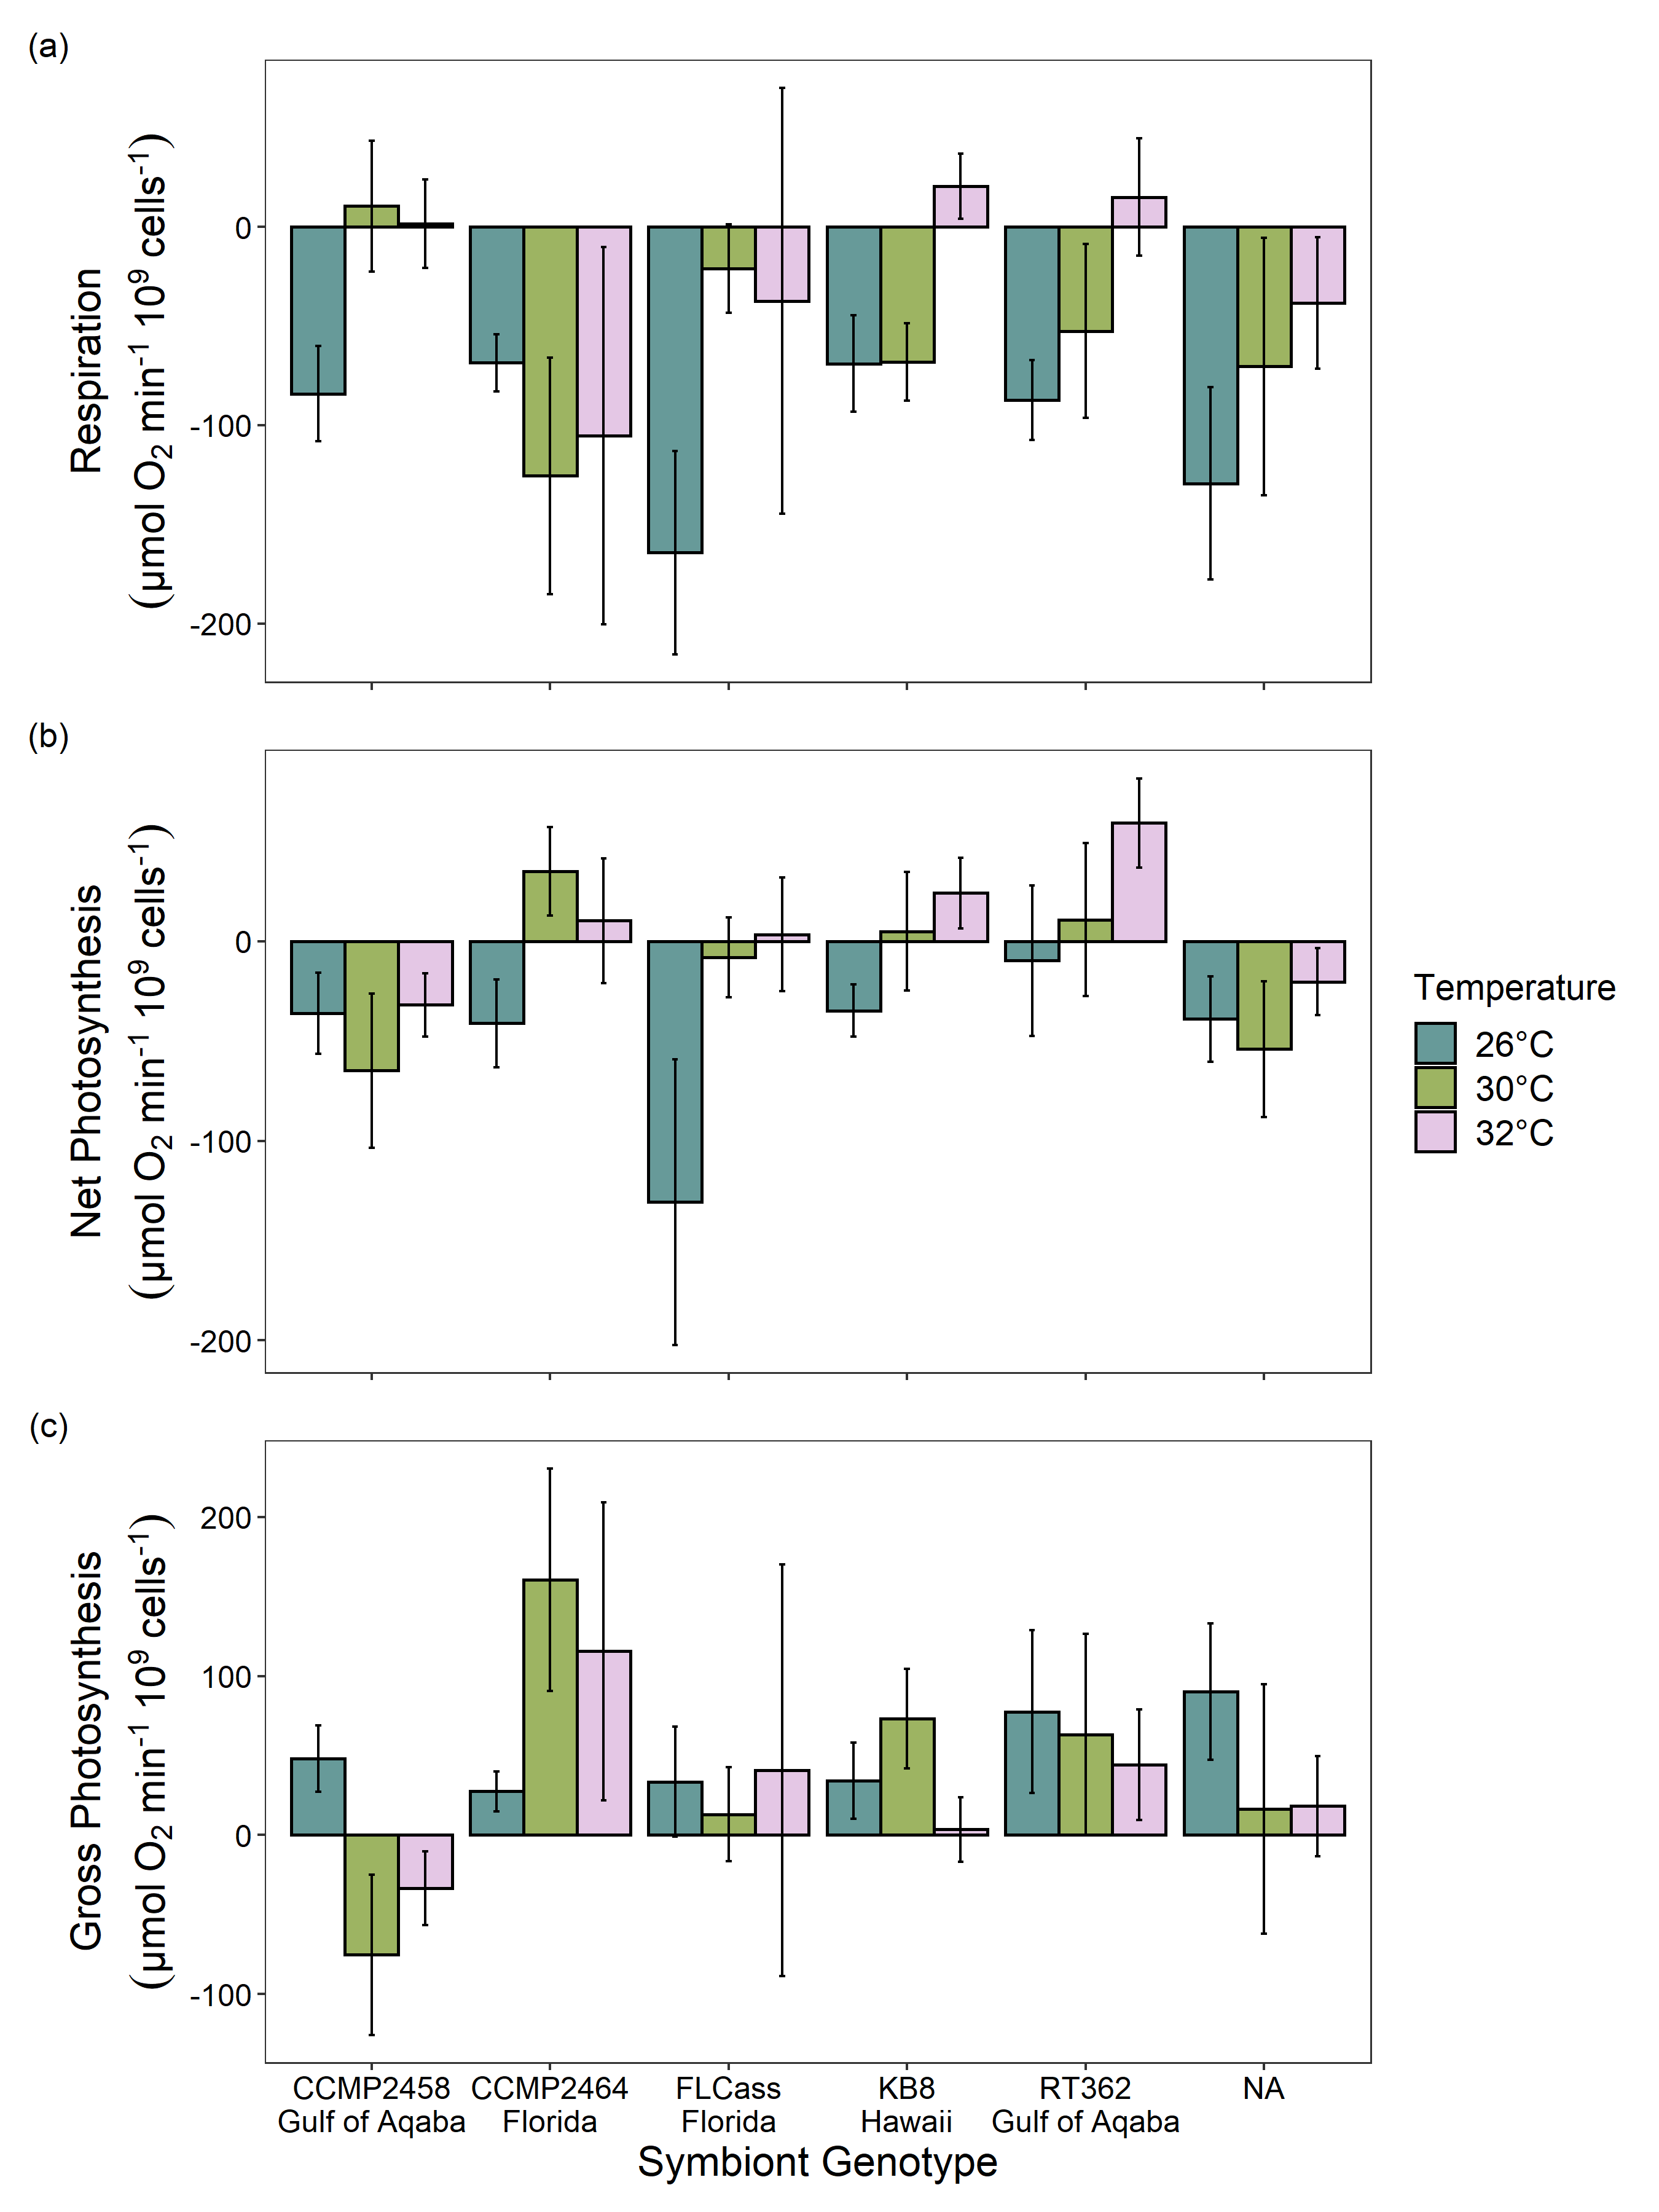 (a)
Respiration
(µmol O₂ min⁻¹ 10⁹ cells⁻¹)
0
-100
-200
(b)
Net Photosynthesis
(µmol O₂ min⁻¹ 10⁹ cells⁻¹)
0
-100
-200
Temperature
26°C
30°C
32°C
(c)
Gross Photosynthesis
(µmol O₂ min⁻¹ 10⁹ cells⁻¹)
200
100
0
-100
CCMP2458 CCMP2464 FLCass KB8 RT362 NA
Gulf of Aqaba Florida Florida Hawaii Gulf of Aqaba
Symbiont Genotype